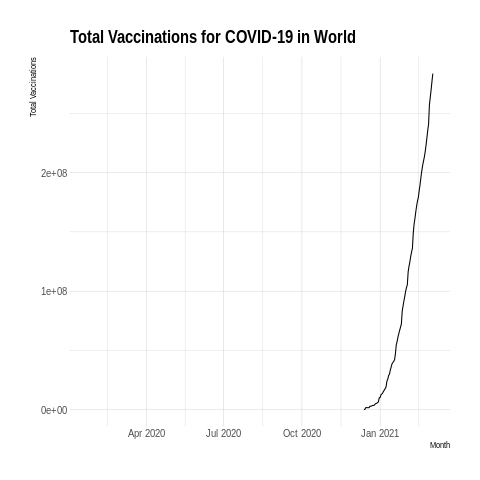 Total Vaccinations for COVID-19 in World
Total Vaccinations
2e+08
1e+08
0e+00
Apr 2020 Jul 2020 Oct 2020 Jan 2021
Month